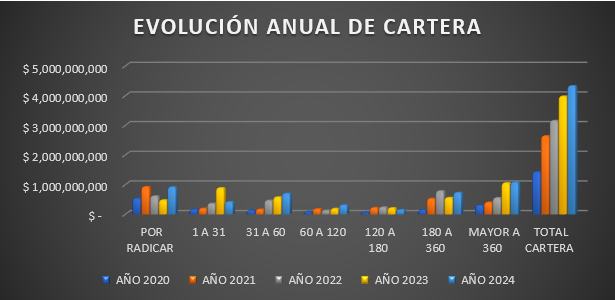 EVOLUCIÓN ANUAL DE CARTERA
$ 5,000,000,000
$ 4,000,000,000
$ 3,000,000,000
$ 2,000,000,000
$ 1,000,000,000
$ -
POR RADICAR
1 A 31
31 A 60
60 A 120
120 A 180
180 A 360
MAYOR A 360
TOTAL CARTERA
AÑO 2020
AÑO 2021
AÑO 2022
AÑO 2023
AÑO 2024